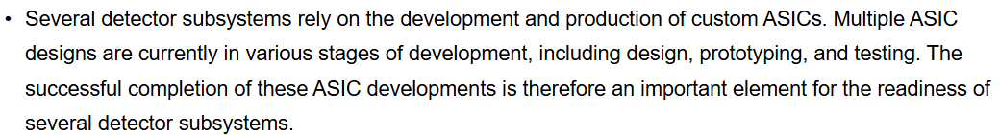 • Several detector subsystems rely on the development and production of custom ASICs. Multiple ASIC
designs are currently in various stages of development, including design, prototyping, and testing. The
successful completion of these ASIC developments is therefore an important element for the readiness of
several detector subsystems.